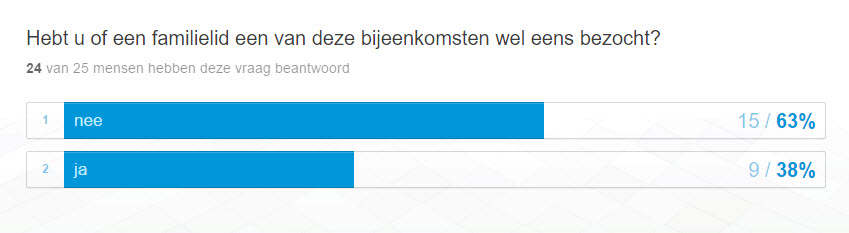 Hebt u of een familielid een van deze bijeenkomsten wel eens bezocht?
24 van 25 mensen hebben deze vraag beantwoord
1 nee 15 / 63%
2 ja 9 / 38%